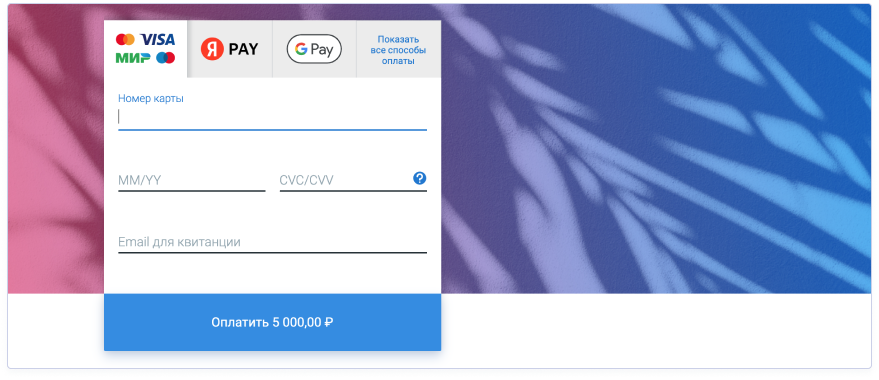 VISA
МИР
Я PAY
G Pay
Показать
все способы
оплаты
Номер карты
MM/YY
CVC/CVV
?
Email для квитанции
Оплатить 5 000,00 ₽